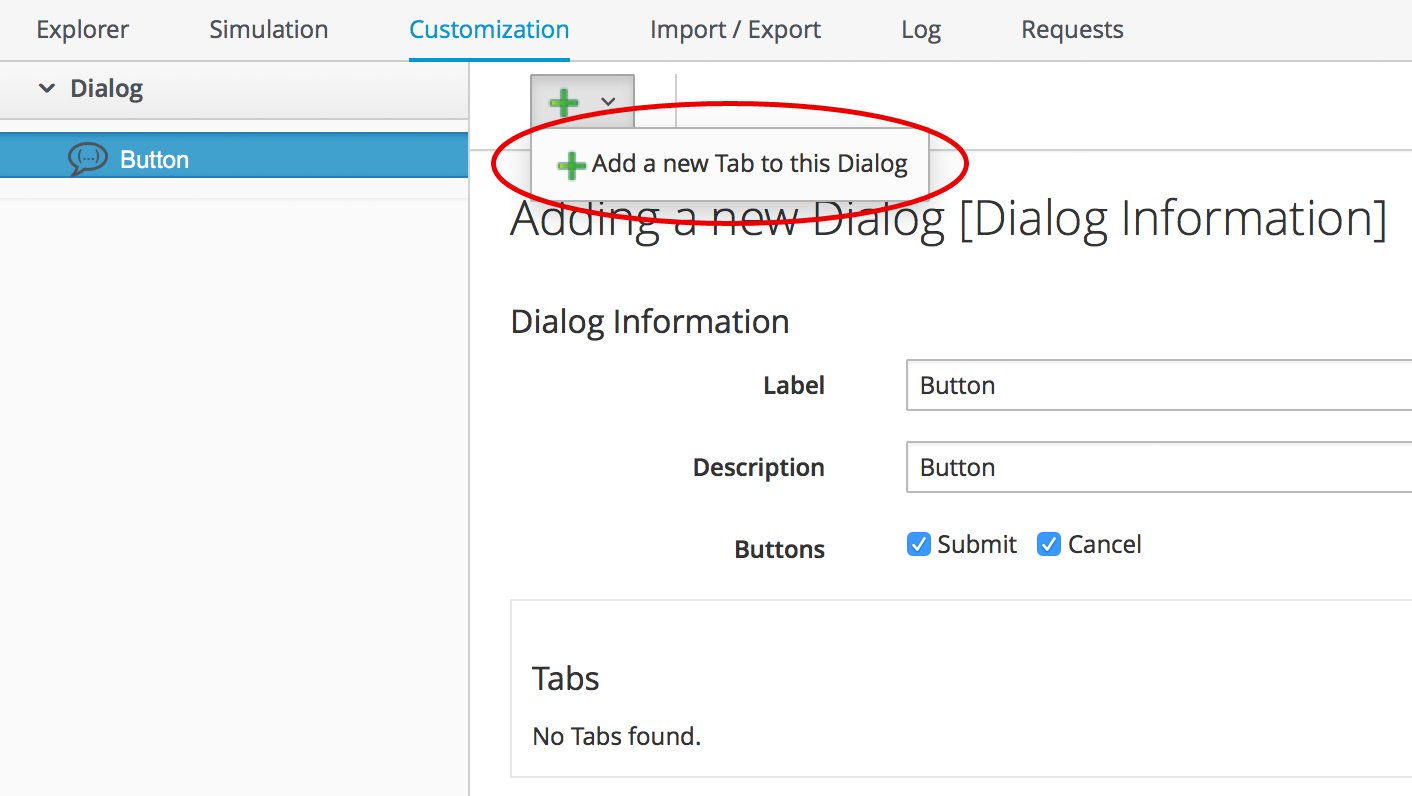 Explorer Simulation Customization Import / Export Log Requests
Dialog
(...) Button
Add a new Tab to this Dialog
Adding a new Dialog [Dialog Information]
Dialog Information
Label Button
Description Button
Buttons Submit Cancel
Tabs
No Tabs found.